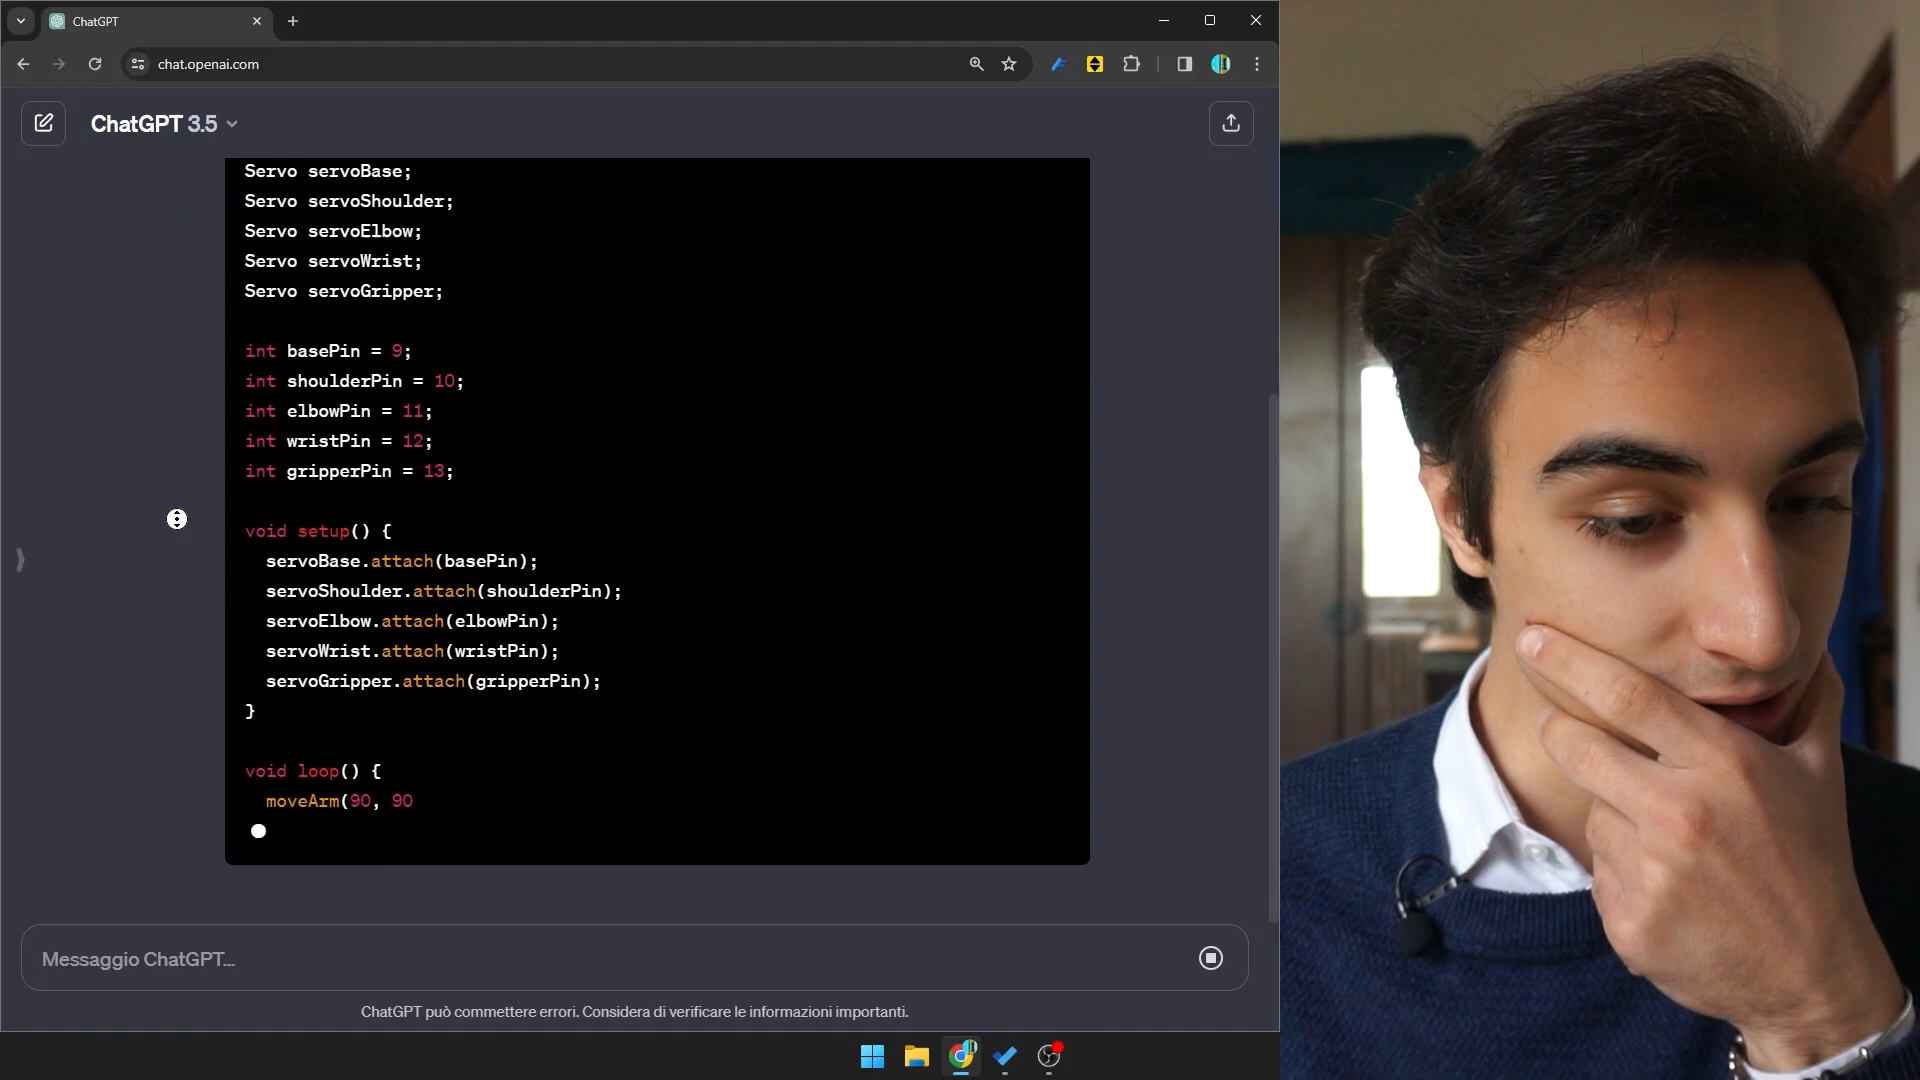 ChatGPT
chat.openai.com
ChatGPT 3.5
Servo servoBase;
Servo servoShoulder;
Servo servoElbow;
Servo servoWrist;
Servo servoGripper;
int basePin = 9;
int shoulderPin = 10;
int elbowPin = 11;
int wristPin = 12;
int gripperPin = 13;
void setup() {
servoBase.attach(basePin);
servoShoulder.attach(shoulderPin);
servoElbow.attach(elbowPin);
servoWrist.attach(wristPin);
servoGripper.attach(gripperPin);
}
void loop() {
moveArm(90, 90
Messaggio ChatGPT...
ChatGPT può commettere errori. Considera di verificare le informazioni importanti.